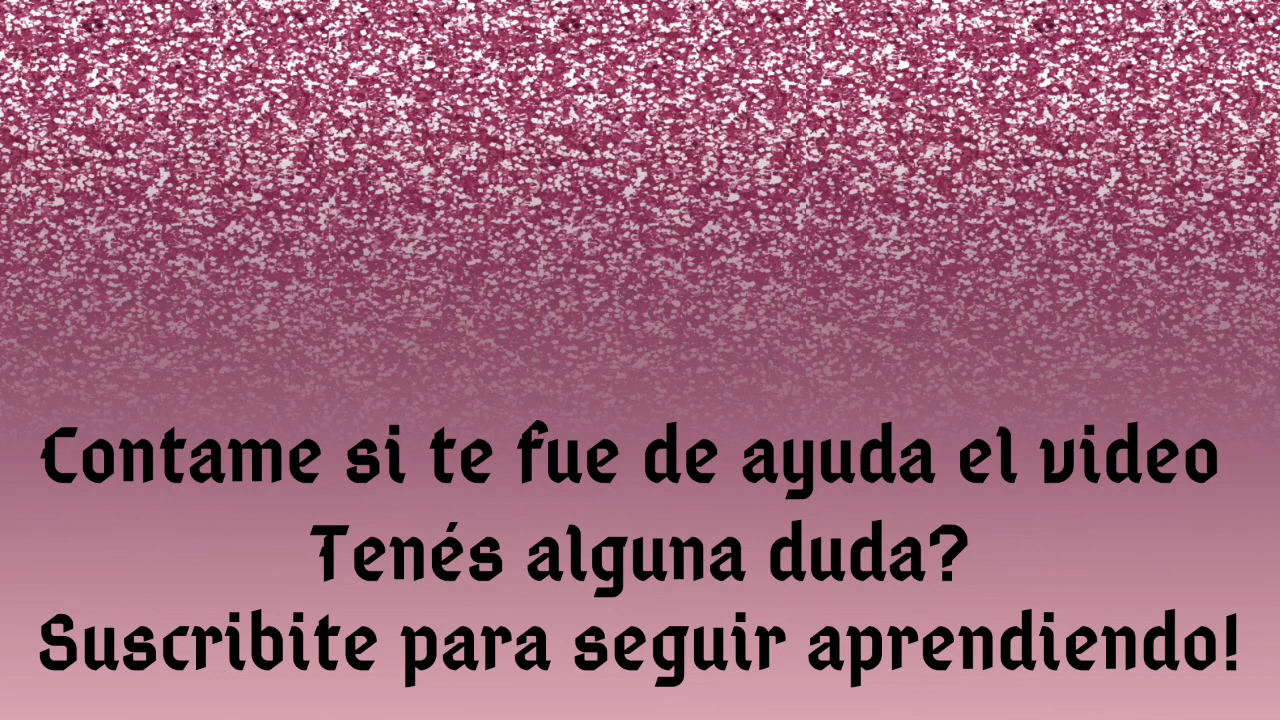 Contame si te fue de ayuda el video
Tenés alguna duda?
Suscribite para seguir aprendiendo!